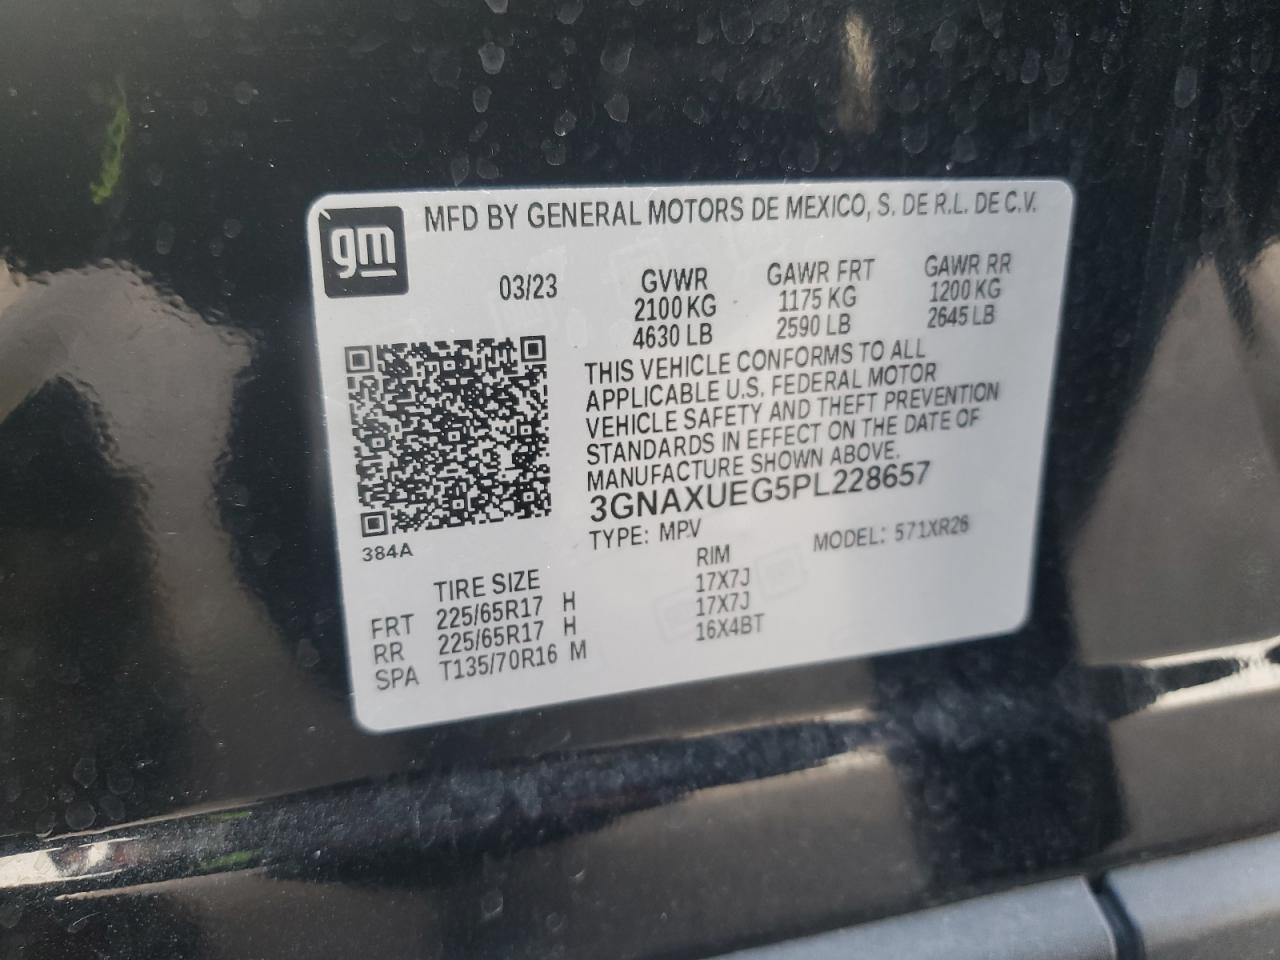 gm
MFD BY GENERAL MOTORS DE MEXICO, S. DE R.L. DE C.V.
03/23 GVWR GAWR FRT GAWR RR
2100 KG 1175 KG 1200 KG
4630 LB 2590 LB 2645 LB
THIS VEHICLE CONFORMS TO ALL
APPLICABLE U.S. FEDERAL MOTOR
VEHICLE SAFETY AND THEFT PREVENTION
STANDARDS IN EFFECT ON THE DATE OF
MANUFACTURE SHOWN ABOVE.
3GNAXUEG5PL228657
384A
TYPE: MPV MODEL: 571XR26
TIRE SIZE RIM
FRT 225/65R17 H 17X7J
RR 225/65R17 H 17X7J
SPA T135/70R16 M 16X4BT